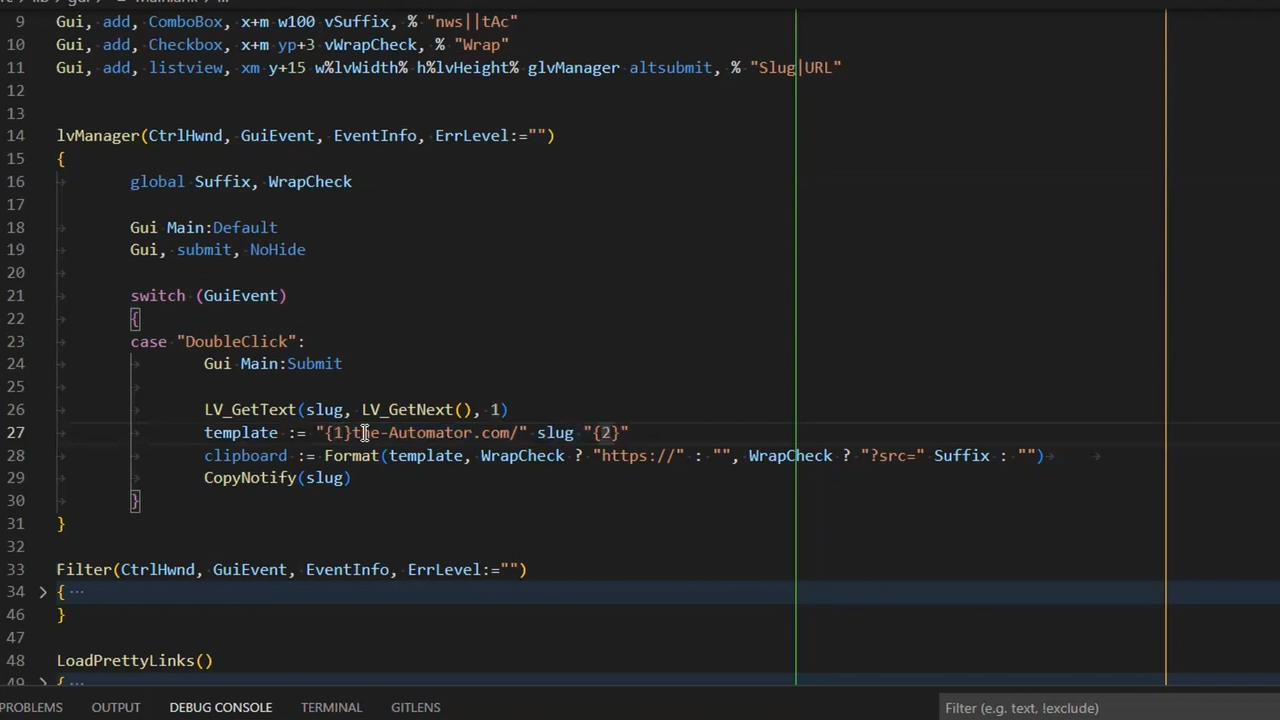 9 Gui, add, ComboBox, x+m w100 vSuffix, % "nws||tAc"
10 Gui, add, Checkbox, x+m yp+3 vWrapCheck, % "Wrap"
11 Gui, add, listview, xm y+15 w%lvWidth% h%lvHeight% glvManager altsubmit, % "Slug|URL"
12
13
14 lvManager(CtrlHwnd, GuiEvent, EventInfo, ErrLevel:="")
15 {
16 global Suffix, WrapCheck
17
18 Gui Main:Default
19 Gui, submit, NoHide
20
21 switch (GuiEvent)
22 {
23 case "DoubleClick":
24 Gui Main:Submit
25
26 LV_GetText(slug, LV_GetNext(), 1)
27 template := "{1}the-Automator.com/" slug "{2}"
28 clipboard := Format(template, WrapCheck ? "https://" : "", WrapCheck ? "?src=" Suffix : "")
29 CopyNotify(slug)
30 }
31 }
32
33 Filter(CtrlHwnd, GuiEvent, EventInfo, ErrLevel:="")
34 { ···
46 }
47
48 LoadPrettyLinks()
49 { ···
PROBLEMS OUTPUT DEBUG CONSOLE TERMINAL GITLENS Filter (e.g. text, !exclude)